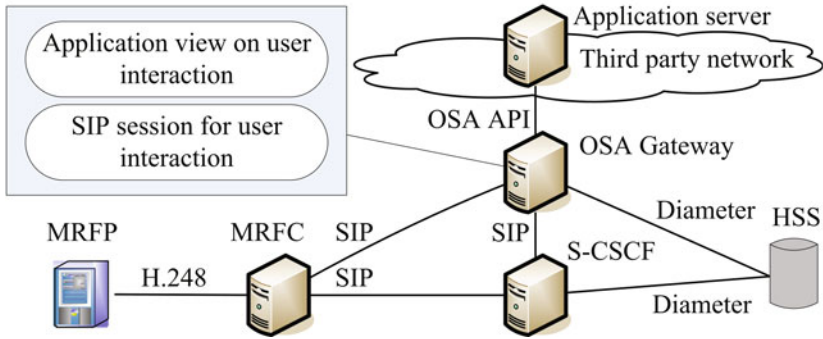 Application server
Third party network
Application view on user
interaction
SIP session for user
interaction
OSA API
OSA Gateway
MRFP
MRFC
SIP
SIP
Diameter
HSS
S-CSCF
H.248
SIP
Diameter